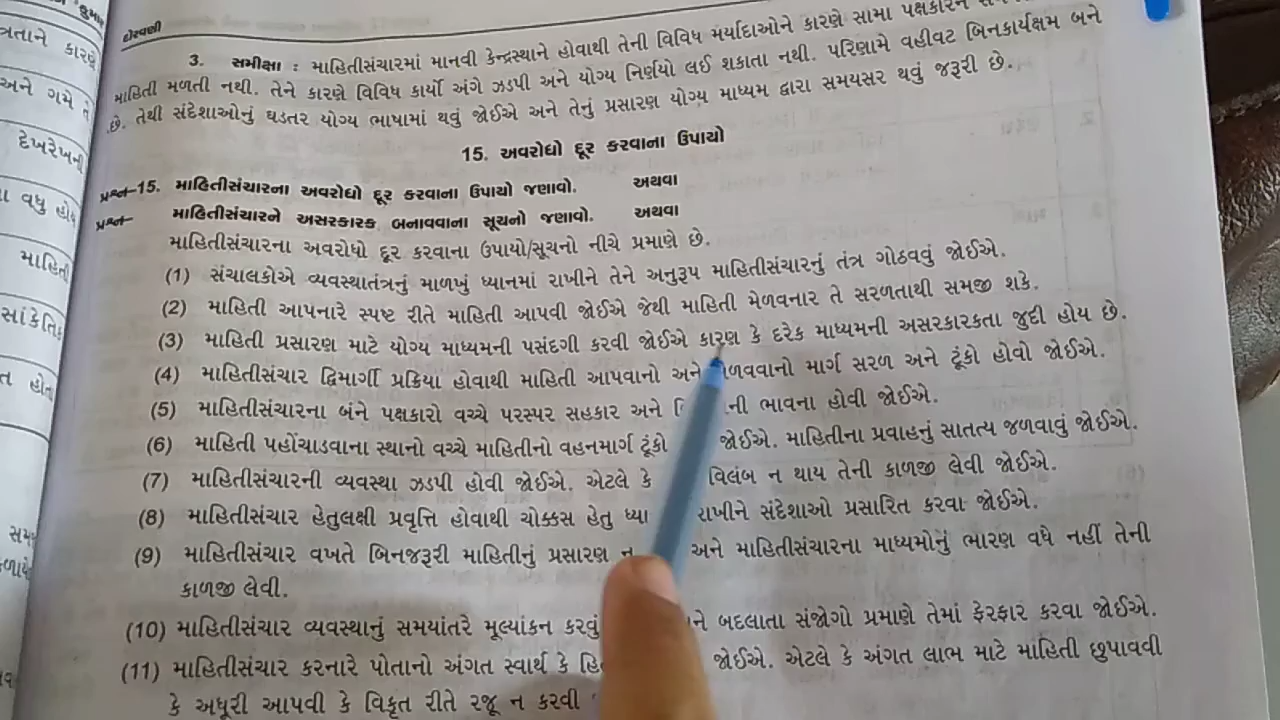 3. સમીક્ષા : માહિતીસંચારમાં માનવી કેન્દ્રસ્થાને હોવાથી તેની વિવિધ મર્યાદાઓને કારણે સામા પક્ષકારને
માહિતી મળતી નથી. તેને કારણે વિવિધ કાર્યો અંગે ઝડપી અને યોગ્ય નિર્ણયો લઈ શકાતા નથી. પરિણામે વહીવટ બિનકાર્યક્ષમ બને
છે. તેથી સંદેશાઓનું ઘડતર યોગ્ય ભાષામાં થવું જોઈએ અને તેનું પ્રસારણ યોગ્ય માધ્યમ દ્વારા સમયસર થવું જરૂરી છે.
15. અવરોધો દૂર કરવાના ઉપાયો
પ્રશ્ન-15. માહિતીસંચારના અવરોધો દૂર કરવાના ઉપાયો જણાવો. અથવા
પ્રશ્ન માહિતીસંચારને અસરકારક બનાવવાના સૂચનો જણાવો. અથવા
માહિતીસંચારના અવરોધો દૂર કરવાના ઉપાયો/સૂચનો નીચે પ્રમાણે છે.
(1) સંચાલકોએ વ્યવસ્થાતંત્રનું માળખું ધ્યાનમાં રાખીને તેને અનુરૂપ માહિતીસંચારનું તંત્ર ગોઠવવું જોઈએ.
(2) માહિતી આપનારે સ્પષ્ટ રીતે માહિતી આપવી જોઈએ જેથી માહિતી મેળવનાર તે સરળતાથી સમજી શકે.
(3) માહિતી પ્રસારણ માટે યોગ્ય માધ્યમની પસંદગી કરવી જોઈએ કારણ કે દરેક માધ્યમની અસરકારકતા જુદી હોય છે.
(4) માહિતીસંચાર દ્વિમાર્ગી પ્રક્રિયા હોવાથી માહિતી આપવાનો અને માર્ગ સરળ અને ટૂંકો હોવો જોઈએ.
(5) માહિતીસંચારના બંને પક્ષકારો વચ્ચે પરસ્પર સહકાર અને ભાવના હોવી જોઈએ.
(6) માહિતી પહોંચાડવાના સ્થાનો વચ્ચે માહિતીનો વહનમાર્ગ ટૂંકો જોઈએ. માહિતીના પ્રવાહનું સાતત્ય જળવાવું જોઈએ.
(7) માહિતીસંચારની વ્યવસ્થા ઝડપી હોવી જોઈએ. એટલે કે વિલંબ ન થાય તેની કાળજી લેવી જોઈએ.
(8) માહિતીસંચાર હેતુલક્ષી પ્રવૃત્તિ હોવાથી ચોક્કસ હેતુ રાખીને સંદેશાઓ પ્રસારિત કરવા જોઈએ.
(9) માહિતીસંચાર વખતે બિનજરૂરી માહિતીનું પ્રસારણ ન અને માહિતીસંચારના માધ્યમોનું ભારણ વધે નહીં તેની
કાળજી લેવી.
(10) માહિતીસંચાર વ્યવસ્થાનું સમયાંતરે મૂલ્યાંકન કરવું બદલાતા સંજોગો પ્રમાણે તેમાં ફેરફાર કરવા જોઈએ.
(11) માહિતીસંચાર કરનારે પોતાનો અંગત સ્વાર્થ કે જોઈએ. એટલે કે અંગત લાભ માટે માહિતી છુપાવવી
કે અધૂરી આપવી કે વિકૃત રીતે રજૂ ન કરવી